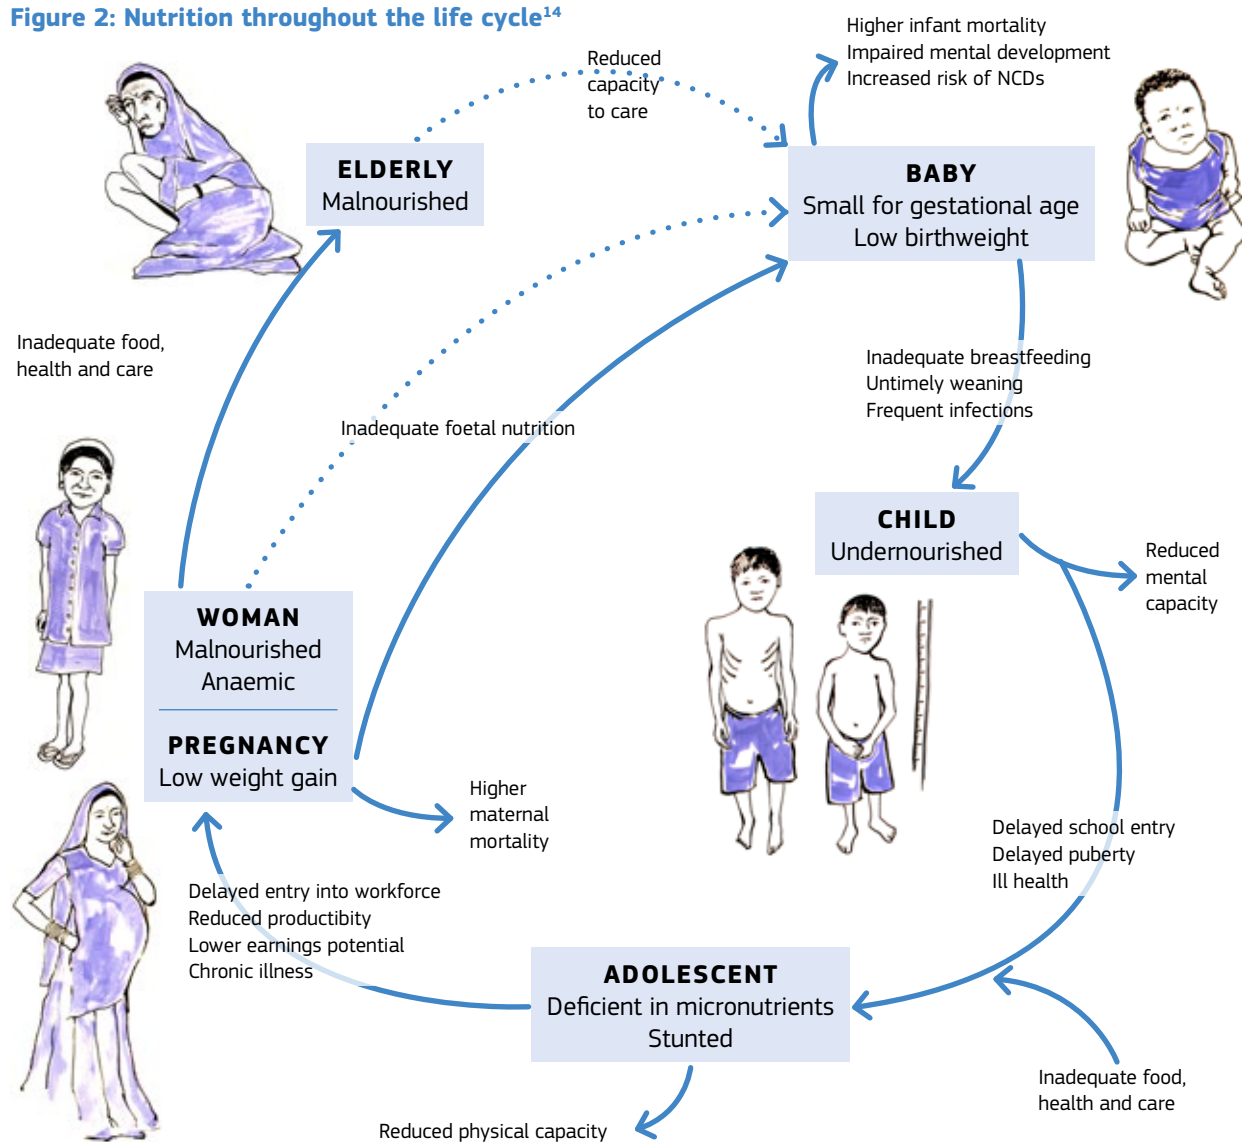 Figure 2: Nutrition throughout the life cycle¹⁴
Higher infant mortality
Impaired mental development
Increased risk of NCDs
Reduced
capacity
to care
ELDERLY
Malnourished
BABY
Small for gestational age
Low birthweight
Inadequate food,
health and care
Inadequate breastfeeding
Untimely weaning
Frequent infections
Inadequate foetal nutrition
CHILD
Undernourished
Reduced
mental
capacity
WOMAN
Malnourished
Anaemic
PREGNANCY
Low weight gain
Higher
maternal
mortality
Delayed school entry
Delayed puberty
Ill health
Delayed entry into workforce
Reduced productibity
Lower earnings potential
Chronic illness
ADOLESCENT
Deficient in micronutrients
Stunted
Inadequate food,
health and care
Reduced physical capacity